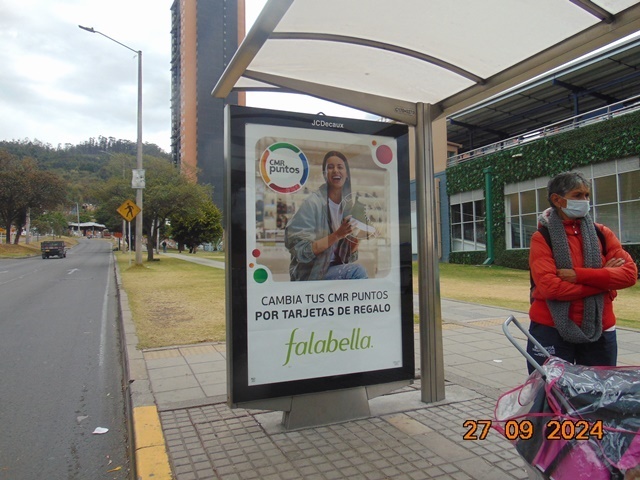 JCDecaux
CMR
puntos
CAMBIA TUS CMR PUNTOS
POR TARJETAS DE REGALO
falabella.
27 09 2024